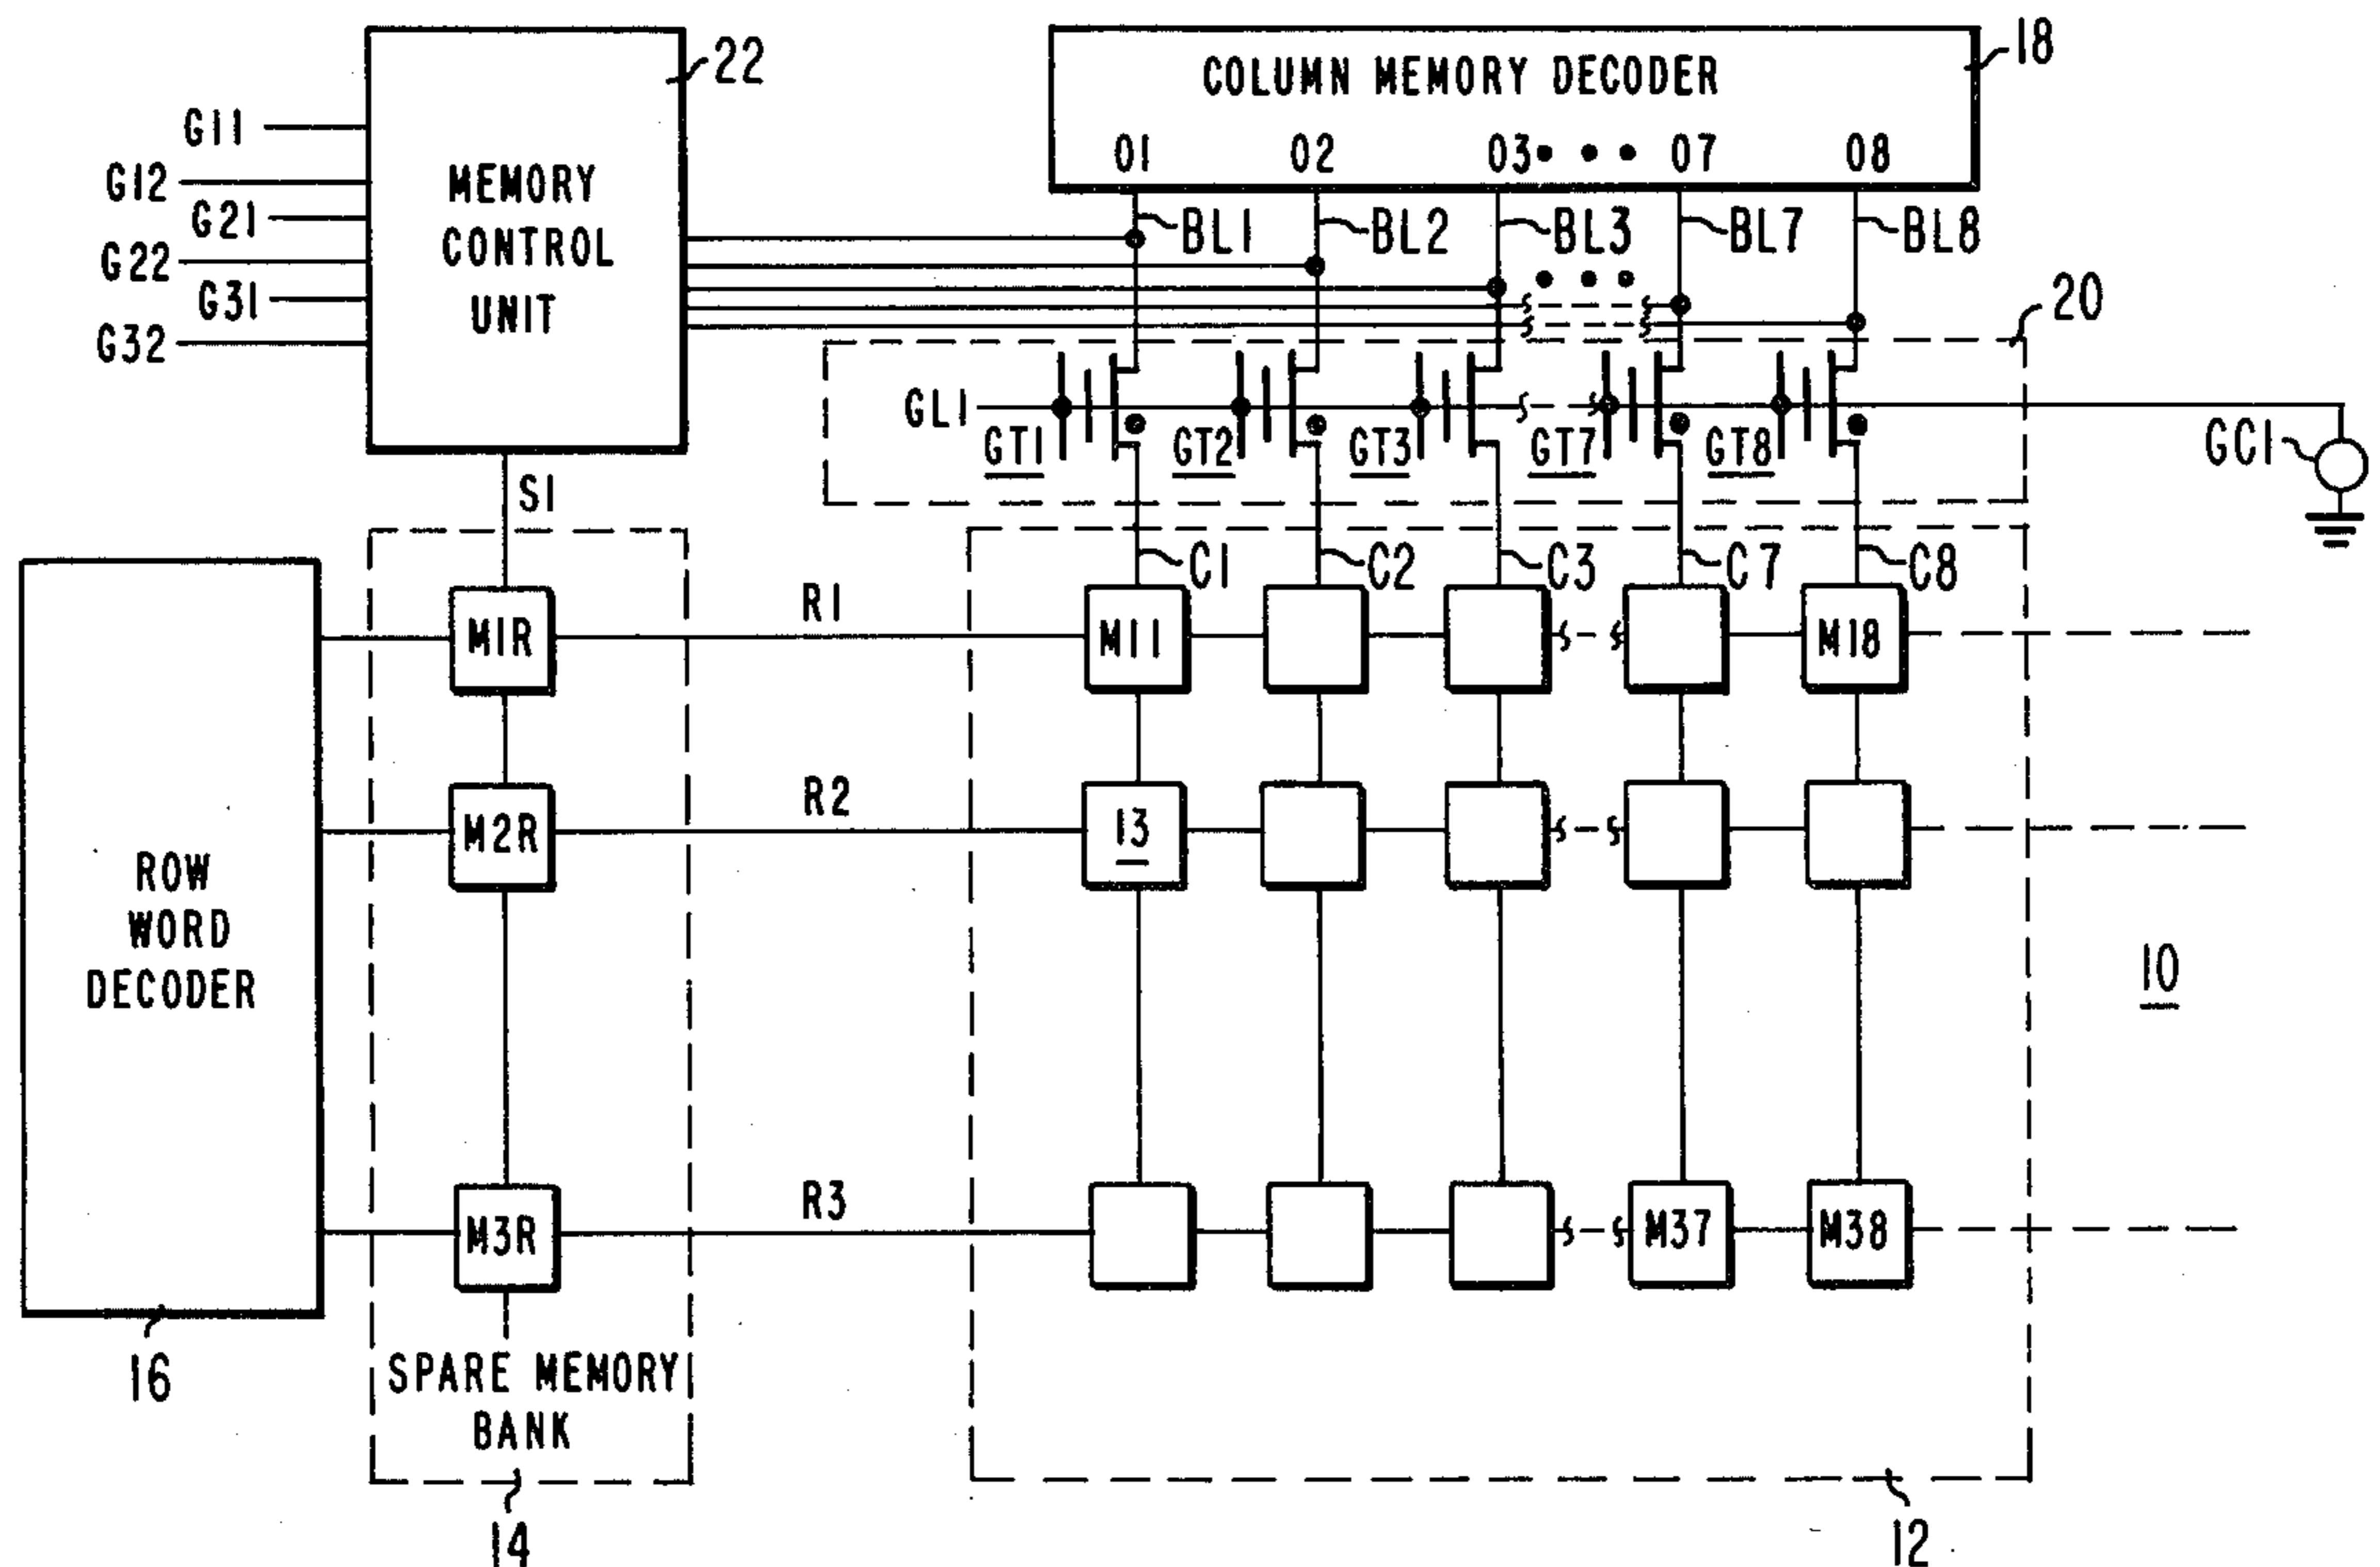 22
18
COLUMN MEMORY DECODER
01 02 03 • • • 07 08
G11
G12
G21
G22
G31
G32
MEMORY
CONTROL
UNIT
BL1 BL2 BL3 BL7 BL8
• • •
20
GL1
GT1 GT2 GT3 GT7 GT8
GC1
S1
C1 C2 C3 C7 C8
M1R R1 M11 M18
M2R R2 13
ROW
WORD
DECODER
10
M3R R3 M37 M38
16
SPARE MEMORY
BANK
14
12